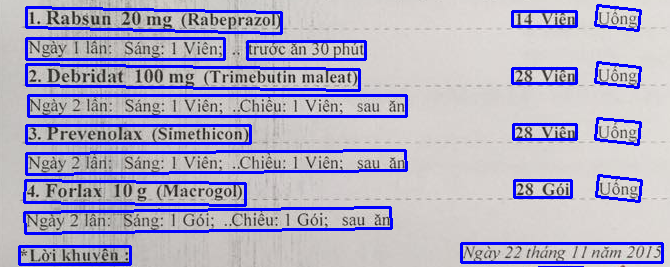 1. Rabsun 20 mg (Rabeprazol) 14 Viên Uống
Ngày 1 lần: Sáng: 1 Viên; .. trước ăn 30 phút
2. Debridat 100 mg (Trimebutin maleat) 28 Viên Uống
Ngày 2 lần: Sáng: 1 Viên; ..Chiều: 1 Viên; sau ăn
3. Prevenolax (Simethicon) 28 Viên Uống
Ngày 2 lần: Sáng: 1 Viên; ..Chiều: 1 Viên; sau ăn
4. Forlax 10 g (Macrogol) 28 Gói Uống
Ngày 2 lần: Sáng: 1 Gói; ..Chiều: 1 Gói; sau ăn
*Lời khuyên : Ngày 22 tháng 11 năm 2015